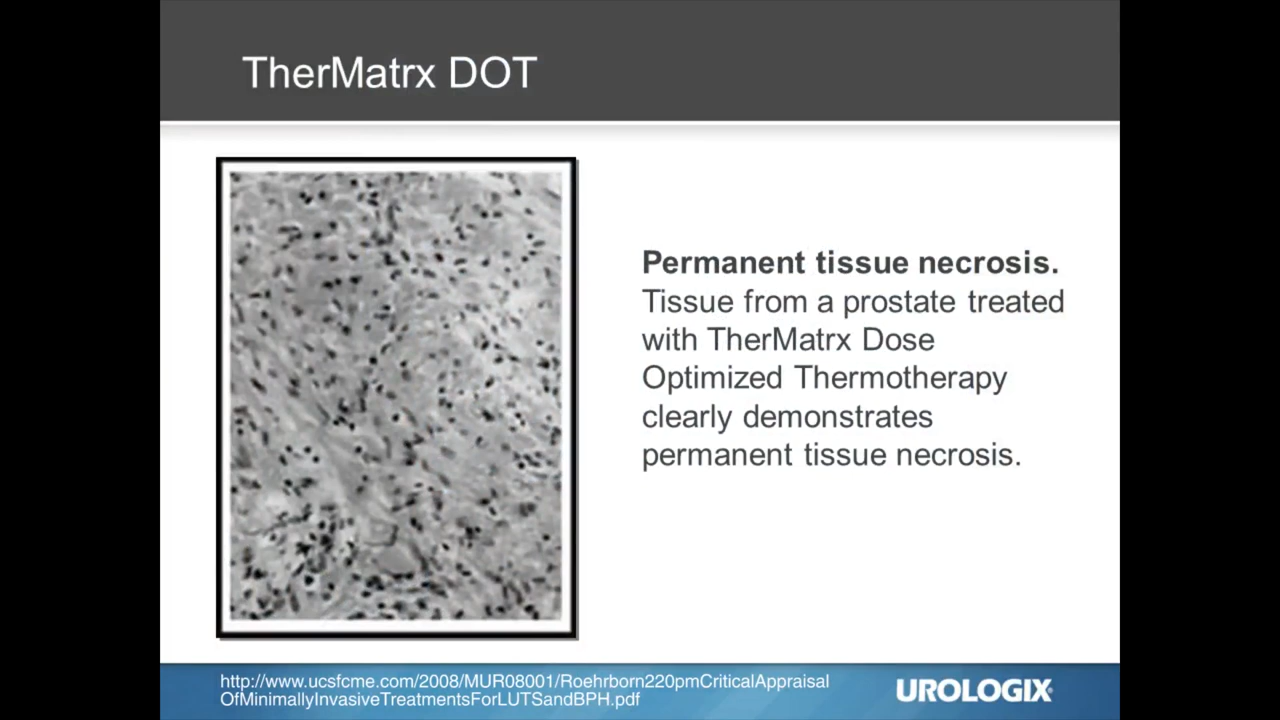 TherMatrx DOT
Permanent tissue necrosis.
Tissue from a prostate treated
with TherMatrx Dose
Optimized Thermotherapy
clearly demonstrates
permanent tissue necrosis.
http://www.ucsfcme.com/2008/MUR08001/Roehrborn220pmCriticalAppraisal
OfMinimallyInvasiveTreatmentsForLUTSandBPH.pdf
UROLOGIX